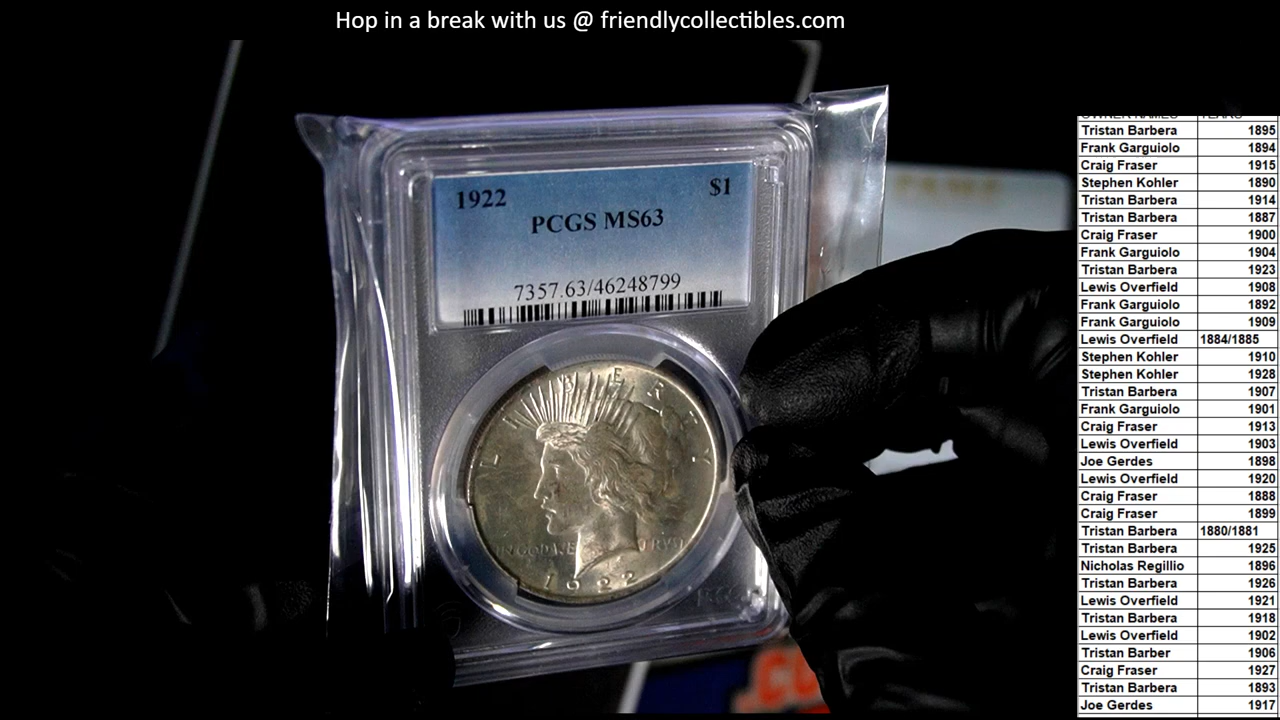 Hop in a break with us @ friendlycollectibles.com
1922 $1
PCGS MS63
7357.63/46248799
LIBERTY
IN GOD WE TRVST
1922
OWNER NAMES YEARS
Tristan Barbera 1895
Frank Garguiolo 1894
Craig Fraser 1915
Stephen Kohler 1890
Tristan Barbera 1914
Tristan Barbera 1887
Craig Fraser 1900
Frank Garguiolo 1904
Tristan Barbera 1923
Lewis Overfield 1908
Frank Garguiolo 1892
Frank Garguiolo 1909
Lewis Overfield 1884/1885
Stephen Kohler 1910
Stephen Kohler 1928
Tristan Barbera 1907
Frank Garguiolo 1901
Craig Fraser 1913
Lewis Overfield 1903
Joe Gerdes 1898
Lewis Overfield 1920
Craig Fraser 1888
Craig Fraser 1899
Tristan Barbera 1880/1881
Tristan Barbera 1925
Nicholas Regillio 1896
Tristan Barbera 1926
Lewis Overfield 1921
Tristan Barbera 1918
Lewis Overfield 1902
Tristan Barber 1906
Craig Fraser 1927
Tristan Barbera 1893
Joe Gerdes 1917